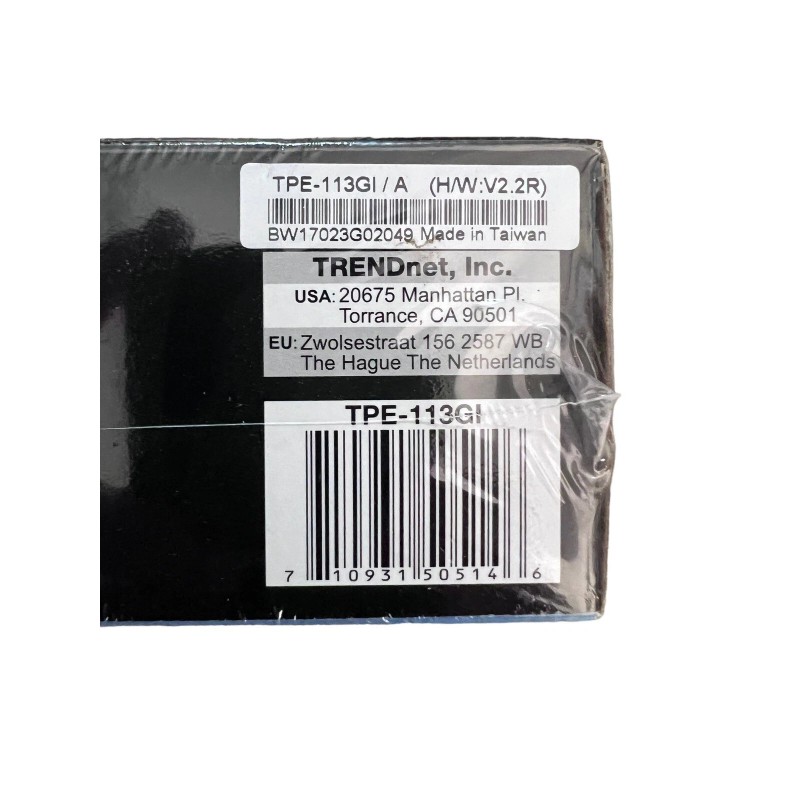 TPE-113GI / A (H/W:V2.2R)
BW17023G02049 Made in Taiwan
TRENDnet, Inc.
USA: 20675 Manhattan Pl.
Torrance, CA 90501
EU: Zwolsestraat 156 2587 WB
The Hague The Netherlands
TPE-113GI
7 10931 50514 6